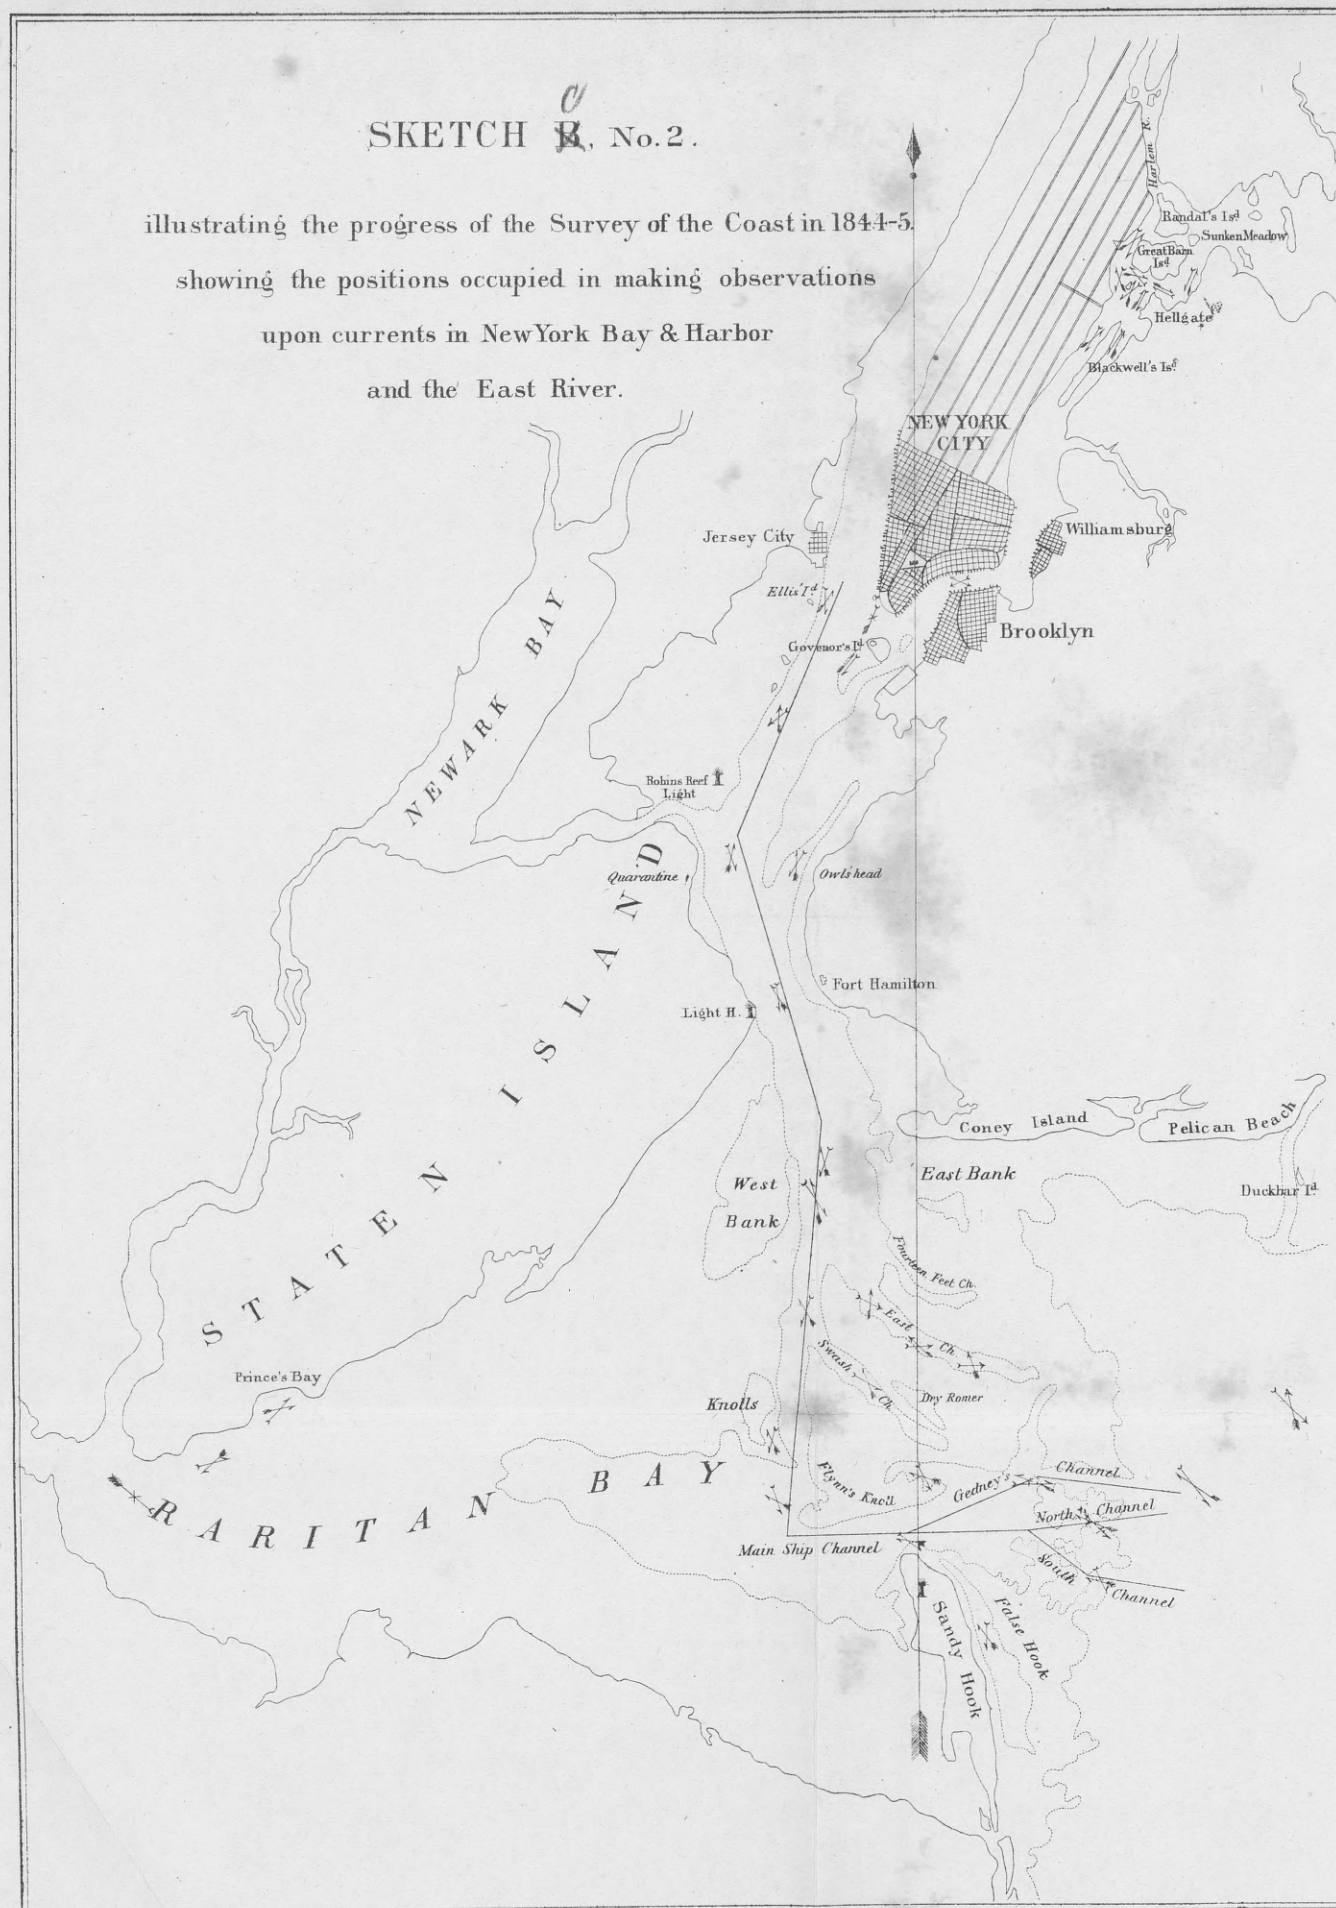 C
SKETCH B, No. 2.
illustrating the progress of the Survey of the Coast in 1844-5.
showing the positions occupied in making observations
upon currents in New York Bay & Harbor
and the East River.
Harlem R.
Randal's Isd
Sunken Meadow
Great Barn
Isd
Hellgate
Blackwell's Isd
NEW YORK
CITY
Jersey City
Williamsburg
Ellis' Id
Brooklyn
Govenor's Id
NEWARK BAY
Robins Reef
Light
Quarantine
Owl's head
STATEN ISLAND
Fort Hamilton
Light H.
Coney Island
Pelican Beach
East Bank
West
Bank
Duckbar Id
Fourteen Feet Ch.
East Ch.
Swash Ch.
Prince's Bay
Dry Romer
Knolls
RARITAN BAY
Flynn's Knoll
Gedney's Channel
North Channel
Main Ship Channel
South Channel
Sandy Hook
False Hook